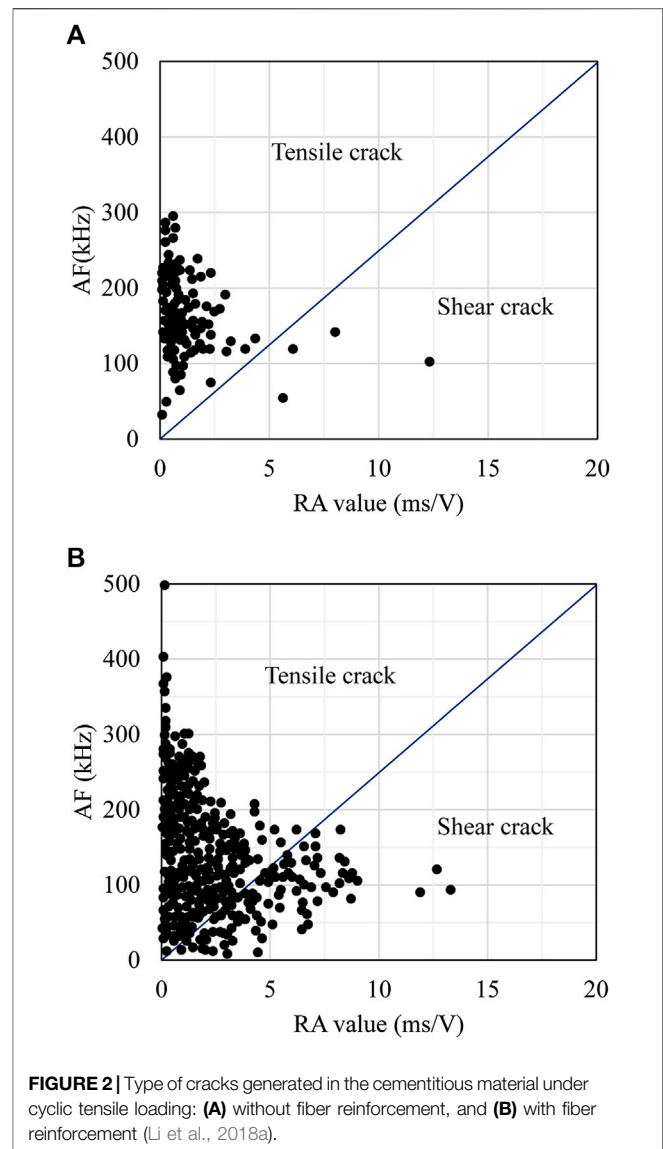 A
500
400
300
200
100
0
AF(kHz)
Tensile crack
Shear crack
0 5 10 15 20
RA value (ms/V)
B
500
400
300
200
100
0
AF (kHz)
Tensile crack
Shear crack
0 5 10 15 20
RA value (ms/V)
FIGURE 2 | Type of cracks generated in the cementitious material under
cyclic tensile loading: (A) without fiber reinforcement, and (B) with fiber
reinforcement (Li et al., 2018a).